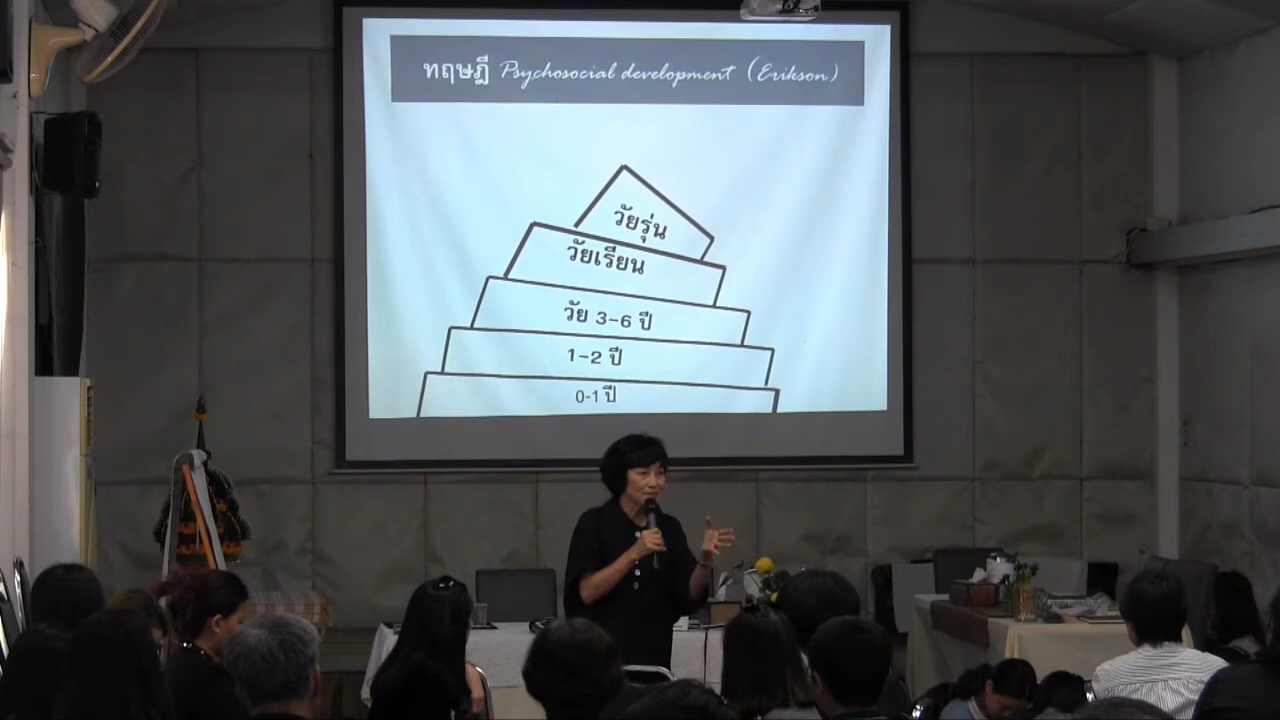 ทฤษฎี Psychosocial development (Erikson)
วัยรุ่น
วัยเรียน
วัย 3-6 ปี
1-2 ปี
0-1 ปี